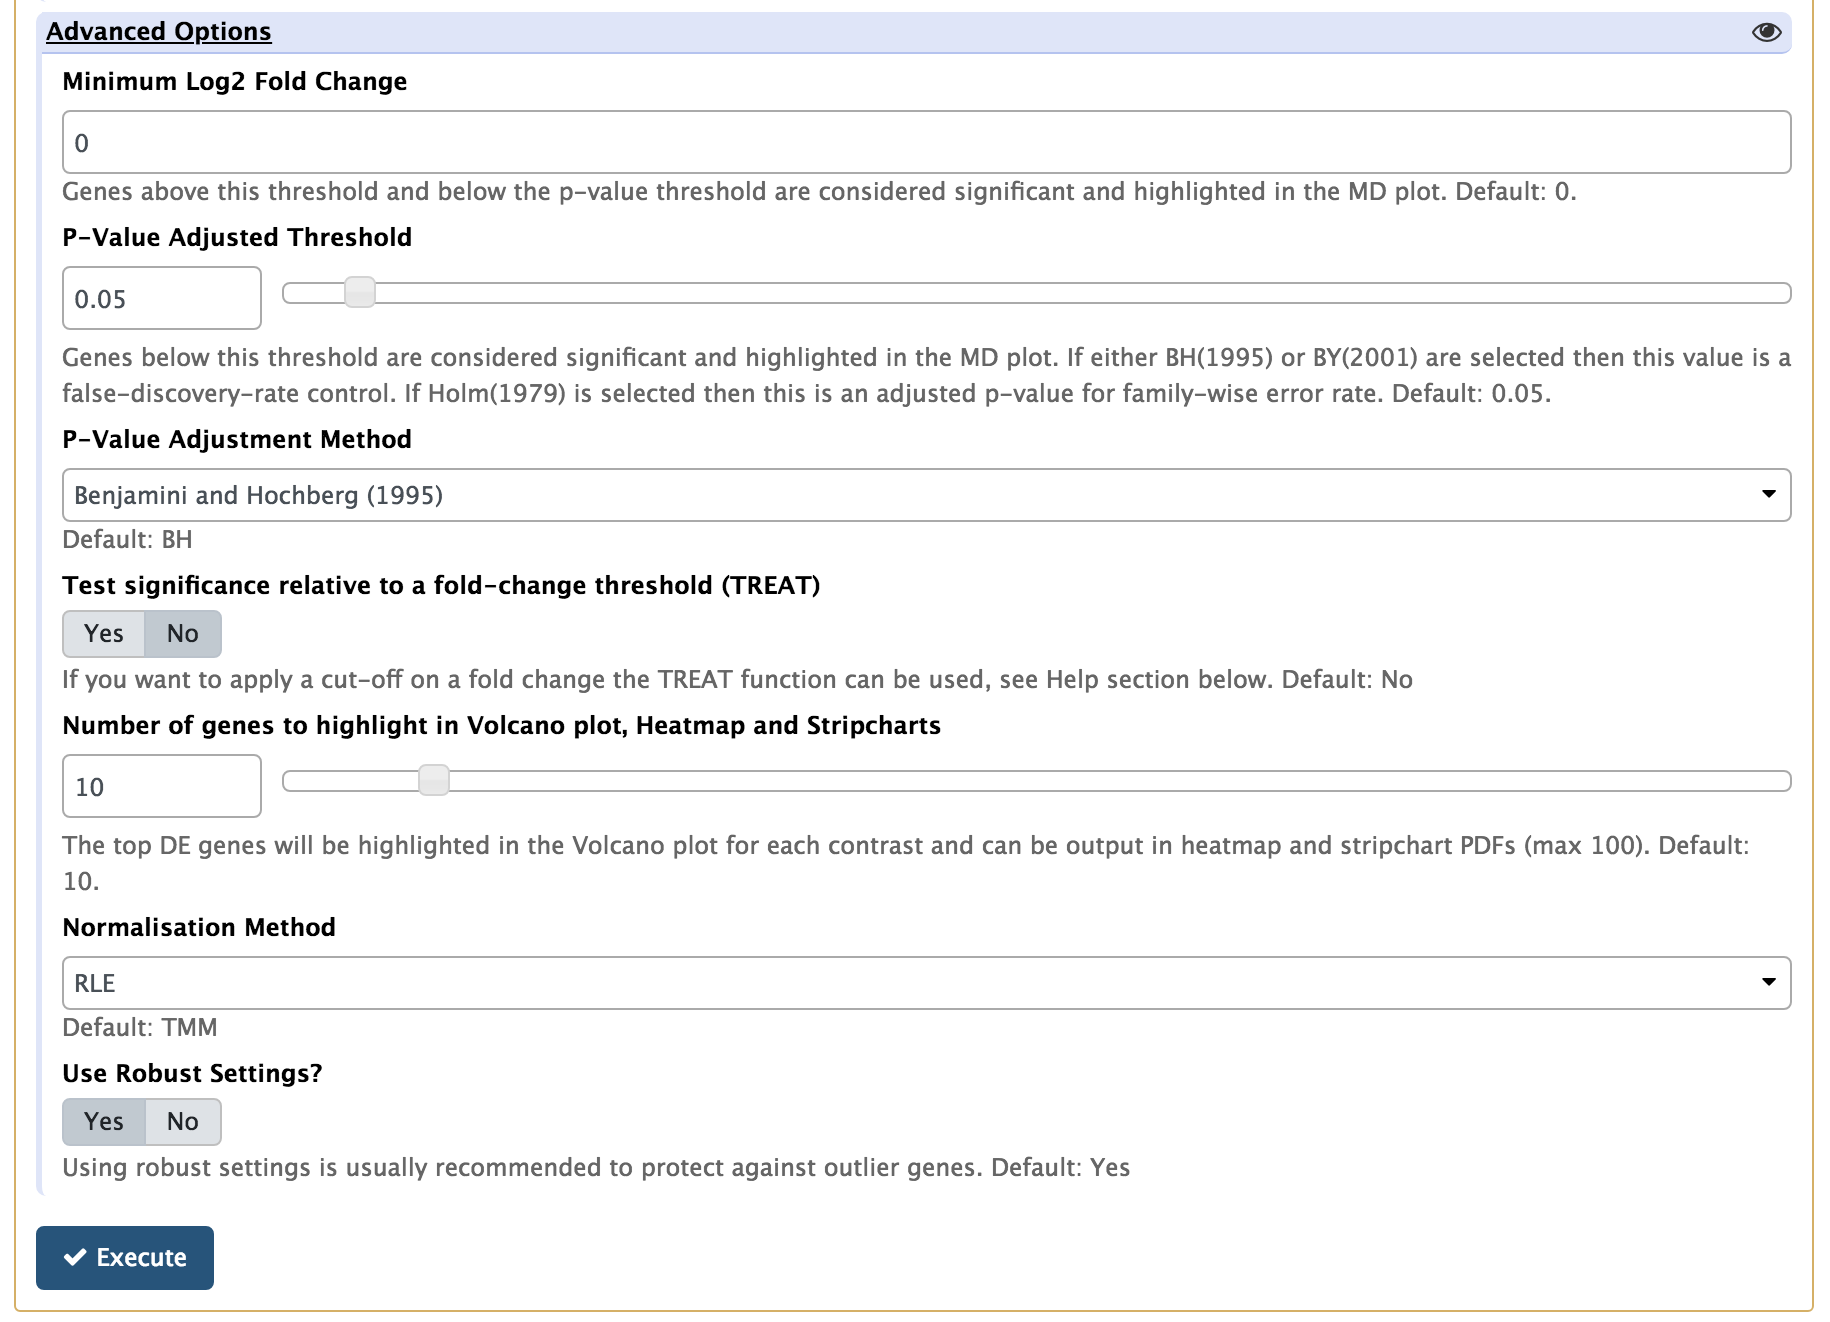 Advanced Options
Minimum Log2 Fold Change
0
Genes above this threshold and below the p-value threshold are considered significant and highlighted in the MD plot. Default: 0.
P-Value Adjusted Threshold
0.05
Genes below this threshold are considered significant and highlighted in the MD plot. If either BH(1995) or BY(2001) are selected then this value is a
false-discovery-rate control. If Holm(1979) is selected then this is an adjusted p-value for family-wise error rate. Default: 0.05.
P-Value Adjustment Method
Benjamini and Hochberg (1995)
Default: BH
Test significance relative to a fold-change threshold (TREAT)
Yes No
If you want to apply a cut-off on a fold change the TREAT function can be used, see Help section below. Default: No
Number of genes to highlight in Volcano plot, Heatmap and Stripcharts
10
The top DE genes will be highlighted in the Volcano plot for each contrast and can be output in heatmap and stripchart PDFs (max 100). Default:
10.
Normalisation Method
RLE
Default: TMM
Use Robust Settings?
Yes No
Using robust settings is usually recommended to protect against outlier genes. Default: Yes
Execute